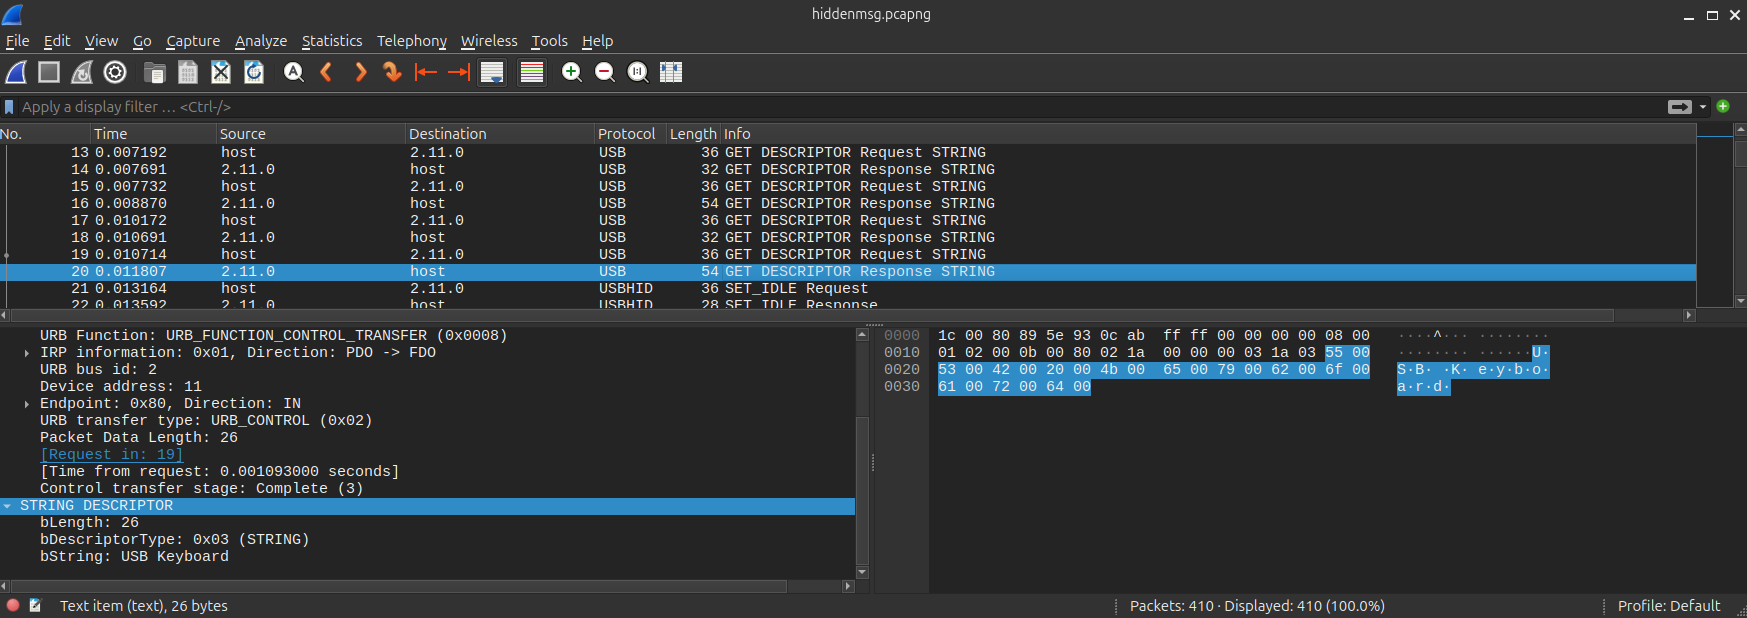 hiddenmsg.pcapng
File Edit View Go Capture Analyze Statistics Telephony Wireless Tools Help
Apply a display filter … <Ctrl-/>
No. Time Source Destination Protocol Length Info
13 0.007192 host 2.11.0 USB 36 GET DESCRIPTOR Request STRING
14 0.007691 2.11.0 host USB 32 GET DESCRIPTOR Response STRING
15 0.007732 host 2.11.0 USB 36 GET DESCRIPTOR Request STRING
16 0.008870 2.11.0 host USB 54 GET DESCRIPTOR Response STRING
17 0.010172 host 2.11.0 USB 36 GET DESCRIPTOR Request STRING
18 0.010691 2.11.0 host USB 32 GET DESCRIPTOR Response STRING
19 0.010714 host 2.11.0 USB 36 GET DESCRIPTOR Request STRING
20 0.011807 2.11.0 host USB 54 GET DESCRIPTOR Response STRING
21 0.013164 host 2.11.0 USBHID 36 SET_IDLE Request
22 0.013592 2.11.0 host USBHID 28 SET_IDLE Response
URB Function: URB_FUNCTION_CONTROL_TRANSFER (0x0008)
IRP information: 0x01, Direction: PDO -> FDO
URB bus id: 2
Device address: 11
Endpoint: 0x80, Direction: IN
URB transfer type: URB_CONTROL (0x02)
Packet Data Length: 26
[Request in: 19]
[Time from request: 0.001093000 seconds]
Control transfer stage: Complete (3)
STRING DESCRIPTOR
bLength: 26
bDescriptorType: 0x03 (STRING)
bString: USB Keyboard
0000 1c 00 80 89 5e 93 0c ab ff ff 00 00 00 00 08 00 ····^··· ········
0010 01 02 00 0b 00 80 02 1a 00 00 00 03 1a 03 55 00 ········ ······U·
0020 53 00 42 00 20 00 4b 00 65 00 79 00 62 00 6f 00 S·B· ·K· e·y·b·o·
0030 61 00 72 00 64 00 a·r·d·
Text item (text), 26 bytes
Packets: 410 · Displayed: 410 (100.0%)
Profile: Default